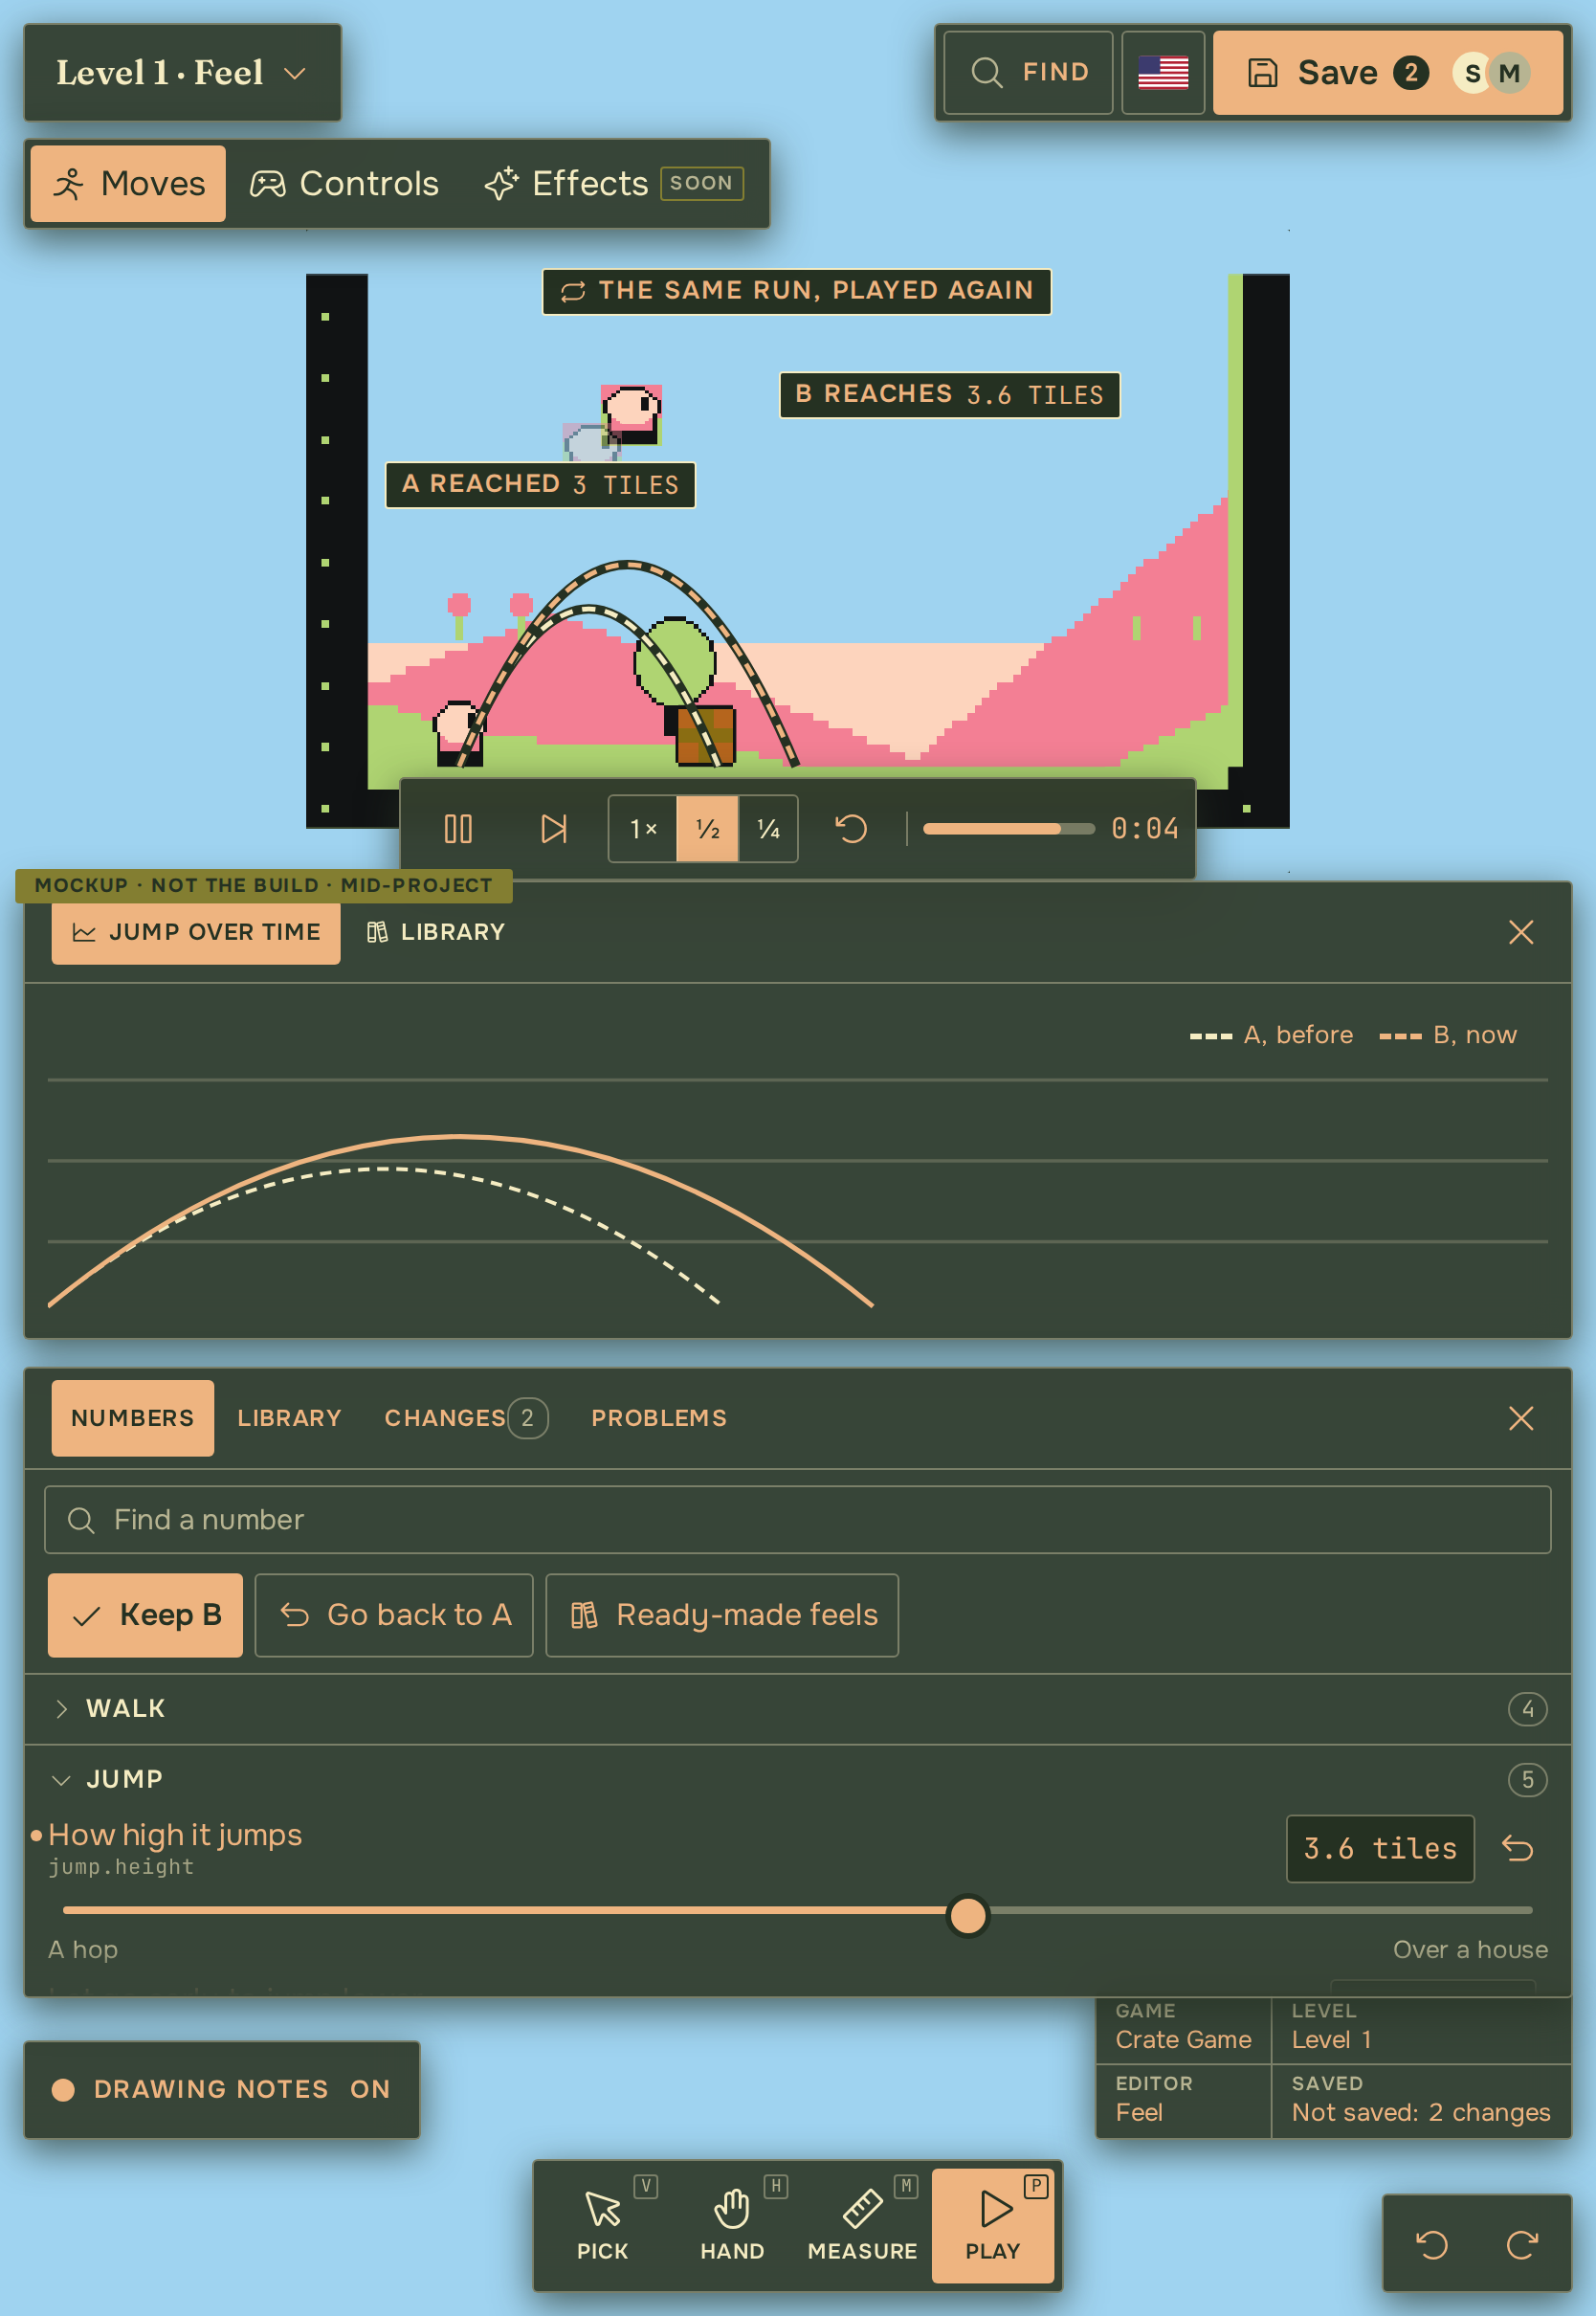 Level 1 · Feel
FIND
Save 2 S M
Moves
Controls
Effects SOON
THE SAME RUN, PLAYED AGAIN
B REACHES 3.6 TILES
A REACHED 3 TILES
1× ½ ¼
0:04
MOCKUP · NOT THE BUILD · MID-PROJECT
JUMP OVER TIME
LIBRARY
A, before
B, now
NUMBERS
LIBRARY
CHANGES 2
PROBLEMS
Find a number
Keep B
Go back to A
Ready-made feels
WALK 4
JUMP 5
How high it jumps
3.6 tiles
jump.height
A hop
Over a house
GAME
Crate Game
LEVEL
Level 1
EDITOR
Feel
SAVED
Not saved: 2 changes
DRAWING NOTES ON
V
PICK
H
HAND
M
MEASURE
P
PLAY